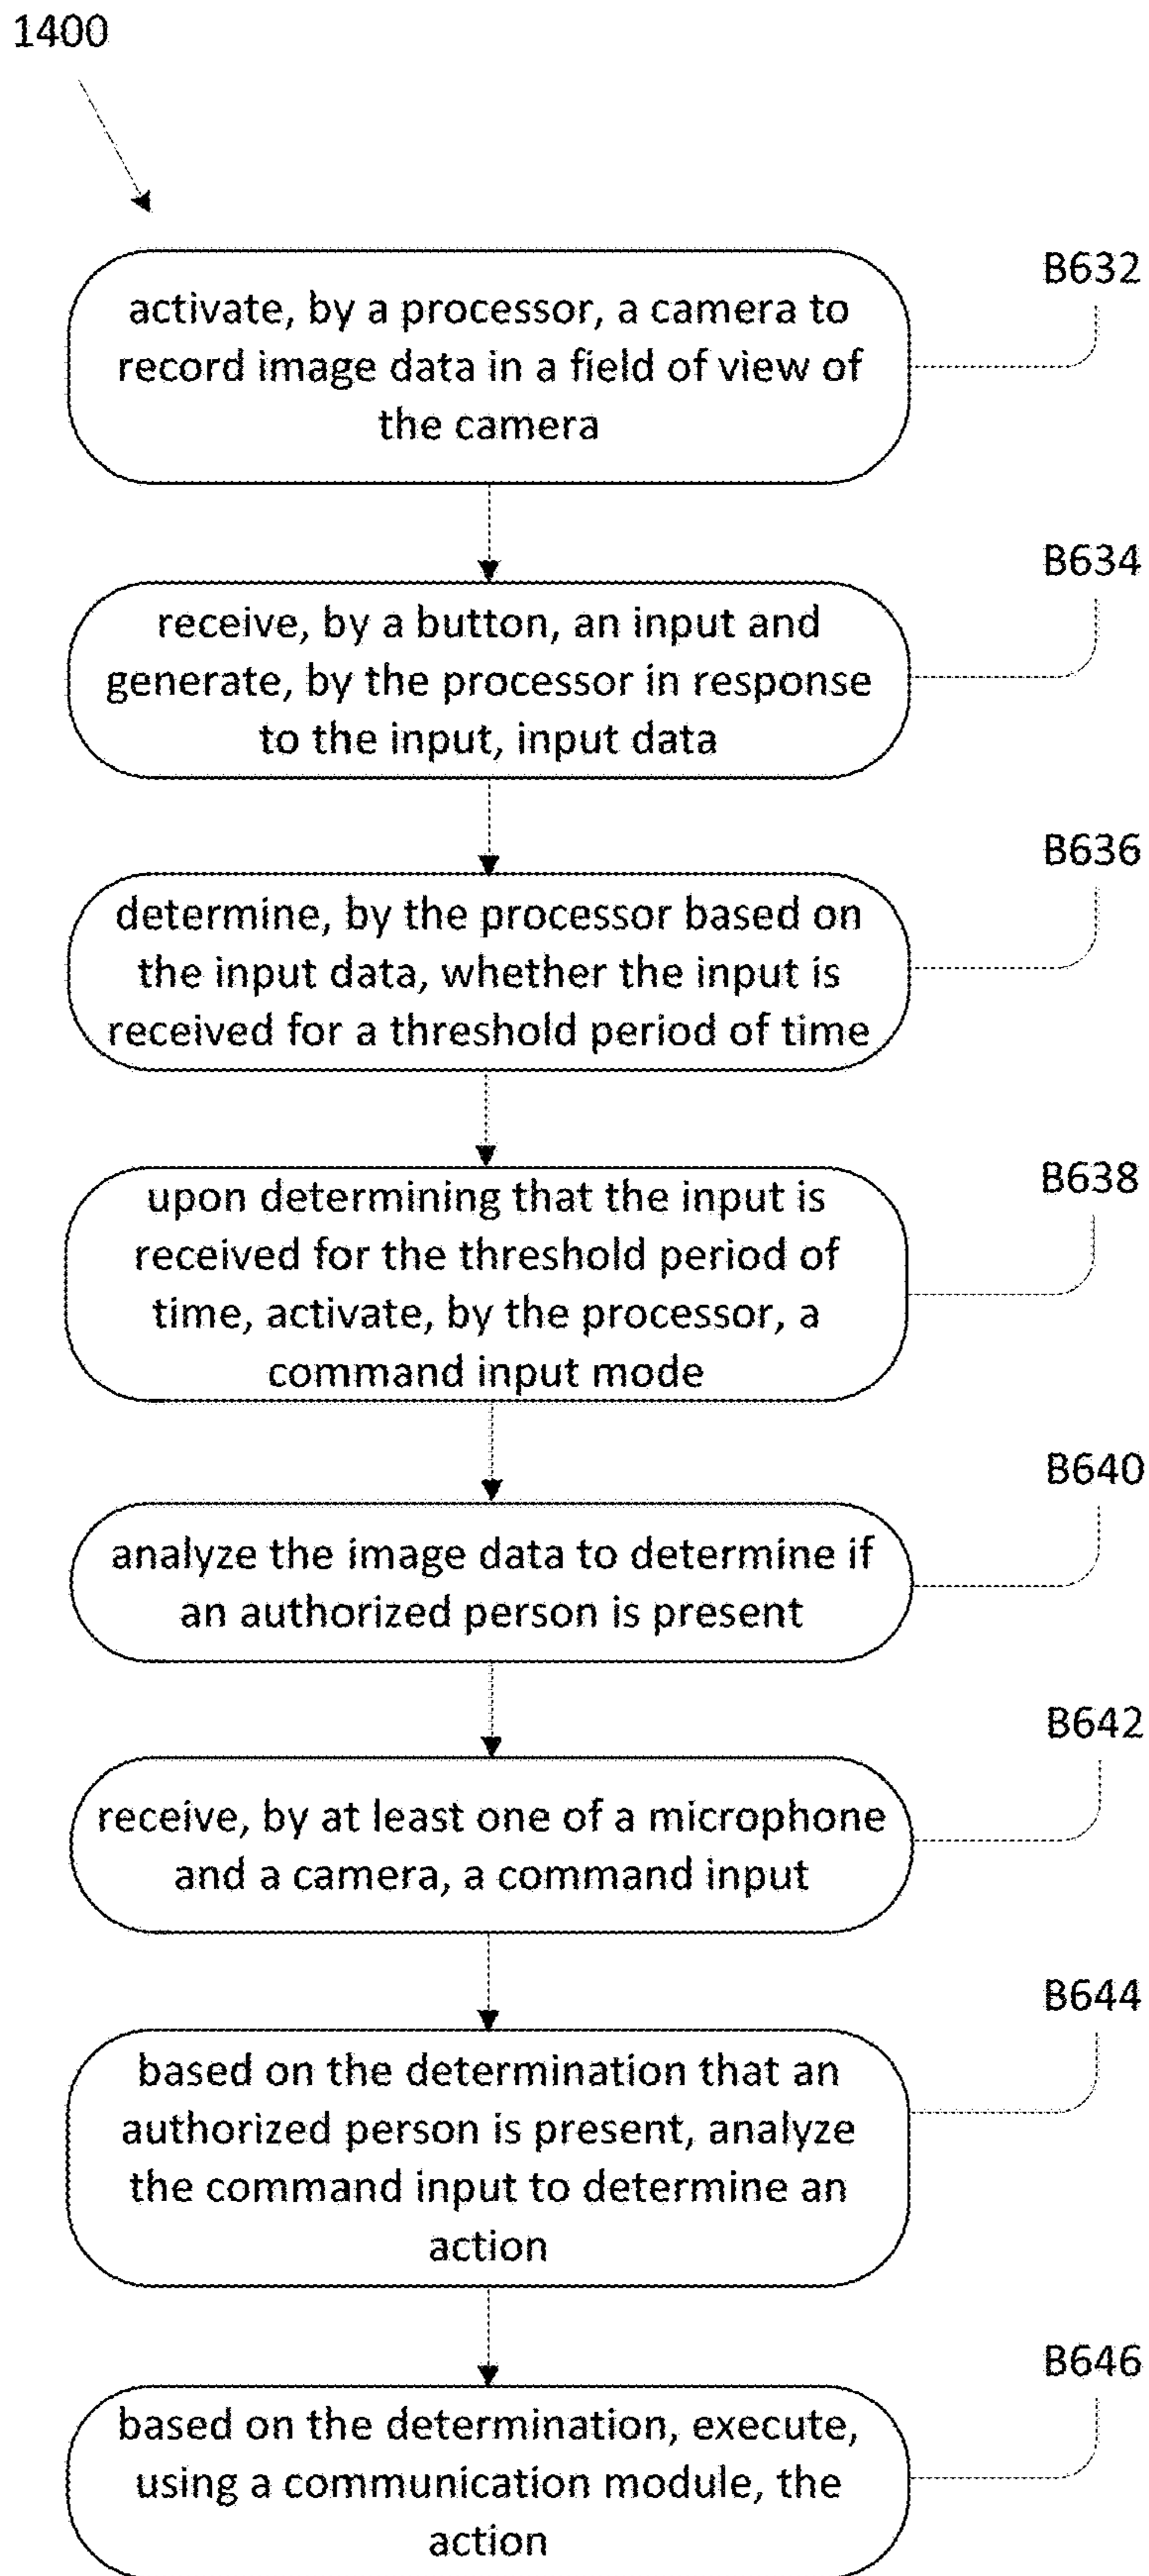 1400
B632
activate, by a processor, a camera to
record image data in a field of view of
the camera
B634
receive, by a button, an input and
generate, by the processor in response
to the input, input data
B636
determine, by the processor based on
the input data, whether the input is
received for a threshold period of time
B638
upon determining that the input is
received for the threshold period of
time, activate, by the processor, a
command input mode
B640
analyze the image data to determine if
an authorized person is present
B642
receive, by at least one of a microphone
and a camera, a command input
B644
based on the determination that an
authorized person is present, analyze
the command input to determine an
action
B646
based on the determination, execute,
using a communication module, the
action